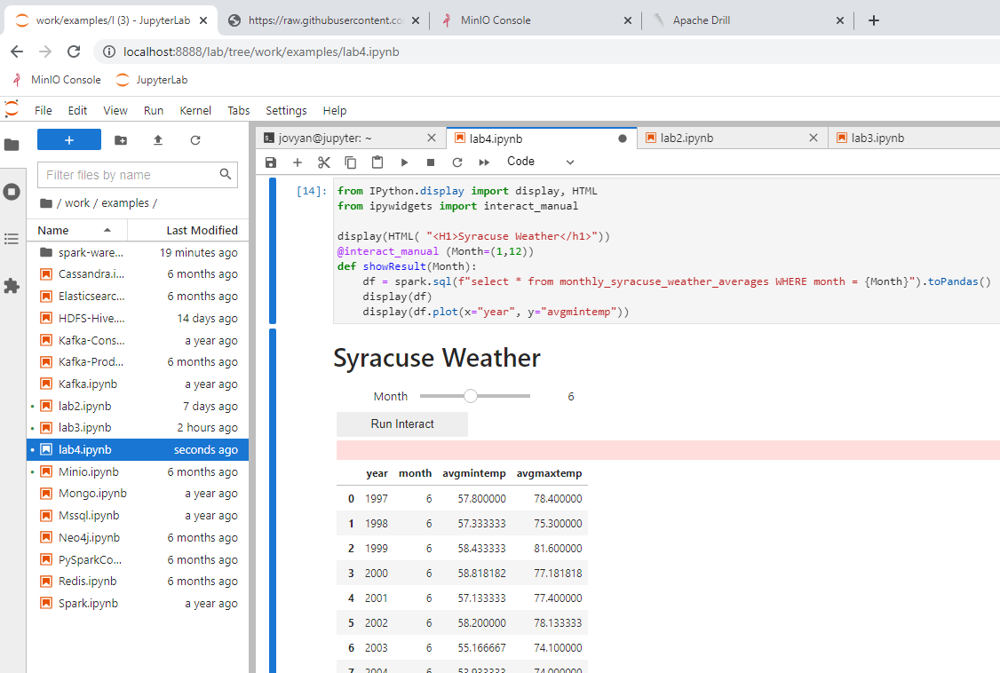 work/examples/l (3) - JupyterLab
https://raw.githubusercontent.co
MinIO Console
Apache Drill
localhost:8888/lab/tree/work/examples/lab4.ipynb
MinIO Console JupyterLab
File Edit View Run Kernel Tabs Settings Help
Filter files by name
/ work / examples /
Name Last Modified
spark-ware... 19 minutes ago
Cassandra.i... 6 months ago
Elasticsearc... 6 months ago
HDFS-Hive.... 14 days ago
Kafka-Cons... a year ago
Kafka-Prod... 6 months ago
Kafka.ipynb a year ago
lab2.ipynb 7 days ago
lab3.ipynb 2 hours ago
lab4.ipynb seconds ago
Minio.ipynb 6 months ago
Mongo.ipynb a year ago
Mssql.ipynb a year ago
Neo4j.ipynb 6 months ago
PySparkCo... 6 months ago
Redis.ipynb 6 months ago
Spark.ipynb a year ago
jovyan@jupyter: ~
lab4.ipynb
lab2.ipynb
lab3.ipynb
Code
[14]:
from IPython.display import display, HTML
from ipywidgets import interact_manual
display(HTML( "<H1>Syracuse Weather</h1>"))
@interact_manual (Month=(1,12))
def showResult(Month):
df = spark.sql(f"select * from monthly_syracuse_weather_averages WHERE month = {Month}").toPandas()
display(df)
display(df.plot(x="year", y="avgmintemp"))
Syracuse Weather
Month 6
Run Interact
year month avgmintemp avgmaxtemp
0 1997 6 57.800000 78.400000
1 1998 6 57.333333 75.300000
2 1999 6 58.433333 81.600000
3 2000 6 58.818182 77.181818
4 2001 6 57.133333 77.400000
5 2002 6 58.200000 78.133333
6 2003 6 55.166667 74.100000
7 2004 6 53.933333 74.000000